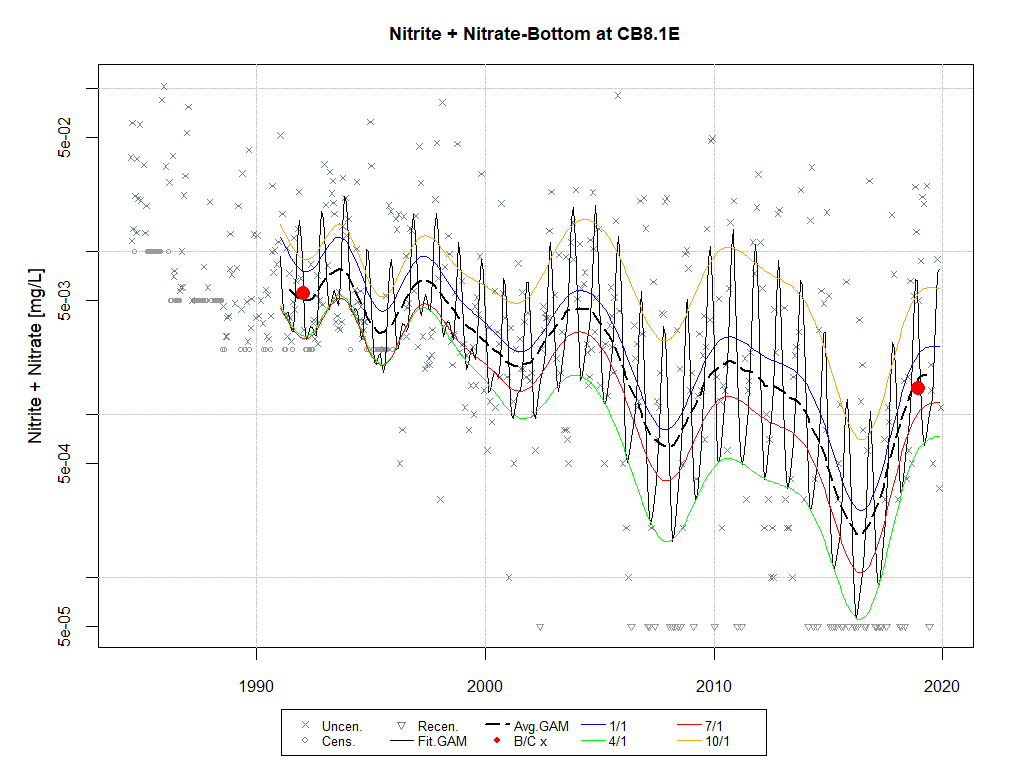 Nitrite + Nitrate-Bottom at CB8.1E
Nitrite + Nitrate [mg/L]
5e-02
5e-03
5e-04
5e-05
1990 2000 2010 2020
Uncen. Recen. Avg.GAM 1/1 7/1
Cens. Fit.GAM B/C x 4/1 10/1